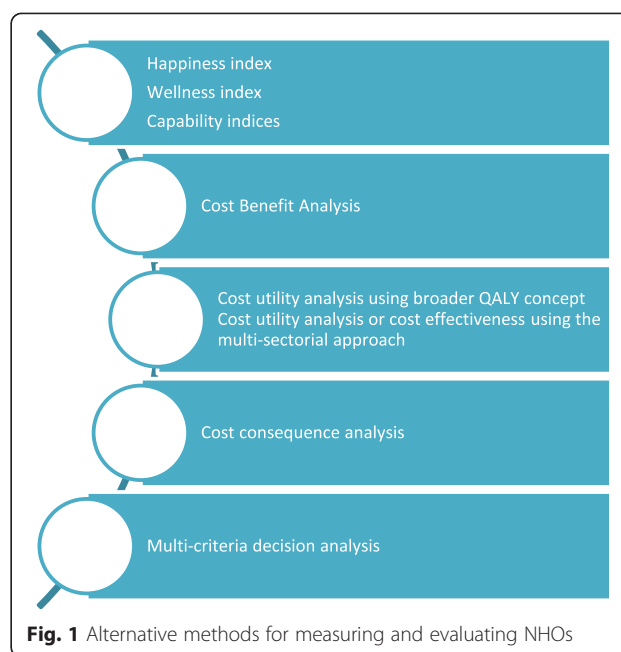 Happiness index
Wellness index
Capability indices
Cost Benefit Analysis
Cost utility analysis using broader QALY concept
Cost utility analysis or cost effectiveness using the
multi-sectorial approach
Cost consequence analysis
Multi-criteria decision analysis
Fig. 1 Alternative methods for measuring and evaluating NHOs